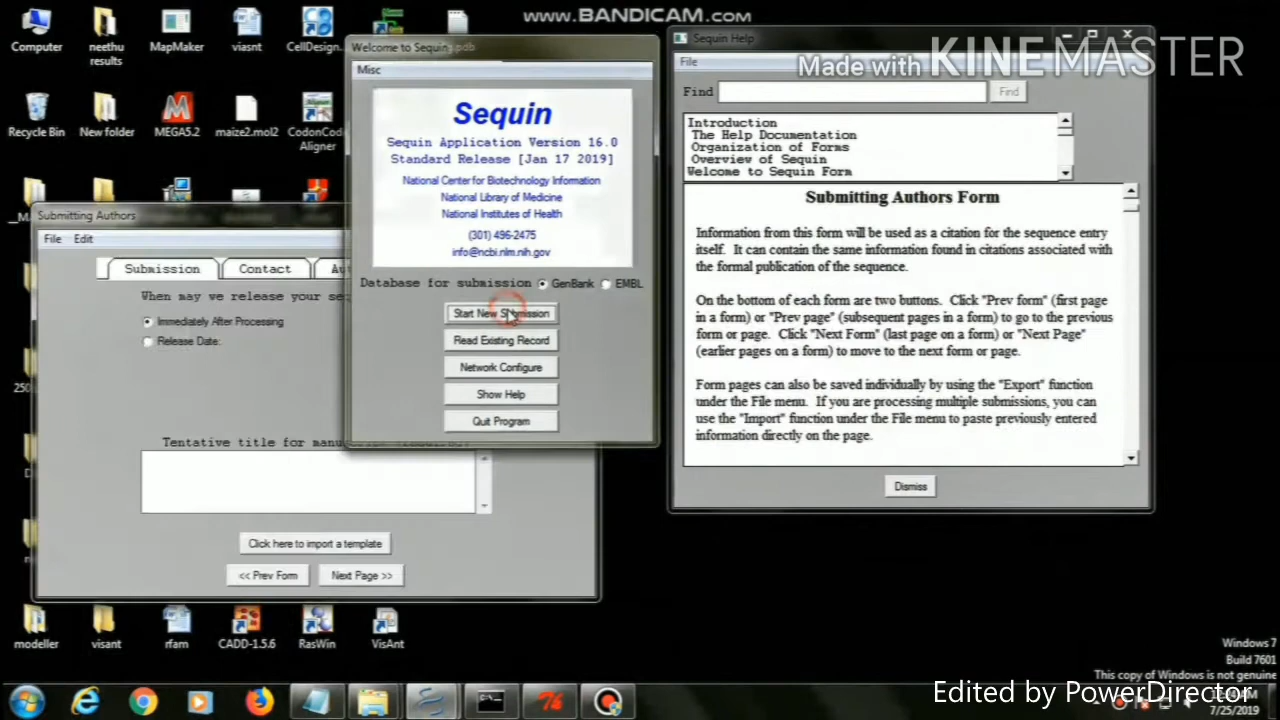 www.BANDICAM.com
Made with KINEMASTER
Computer
neethu
results
MapMaker
viasnt
CellDesign...
Recycle Bin
New folder
MEGA5.2
maize2.mol2
CodonCode
Aligner
Welcome to Sequin
Misc
Sequin
Sequin Application Version 16.0
Standard Release [Jan 17 2019]
National Center for Biotechnology Information
National Library of Medicine
National Institutes of Health
(301) 496-2475
info@ncbi.nlm.nih.gov
Database for submission GenBank EMBL
Start New Submission
Read Existing Record
Network Configure
Show Help
Quit Program
Sequin Help
File
Find Find
Introduction
The Help Documentation
Organization of Forms
Overview of Sequin
Welcome to Sequin Form
Submitting Authors Form
Information from this form will be used as a citation for the sequence entry
itself. It can contain the same information found in citations associated with
the formal publication of the sequence.
On the bottom of each form are two buttons. Click "Prev form" (first page
in a form) or "Prev page" (subsequent pages in a form) to go to the previous
form or page. Click "Next Form" (last page on a form) or "Next Page"
(earlier pages on a form) to move to the next form or page.
Form pages can also be saved individually by using the "Export" function
under the File menu. If you are processing multiple submissions, you can
use the "Import" function under the File menu to paste previously entered
information directly on the page.
Dismiss
Submitting Authors
File Edit
Submission Contact
When may we release your
Immediately After Processing
Release Date:
Tentative title for
Click here to import a template
<< Prev Form Next Page >>
modeller
visant
rfam
CADD-1.5.6
RasWin
VisAnt
Windows 7
Build 7601
This copy of Windows is not genuine
Edited by PowerDirector
7/25/2019